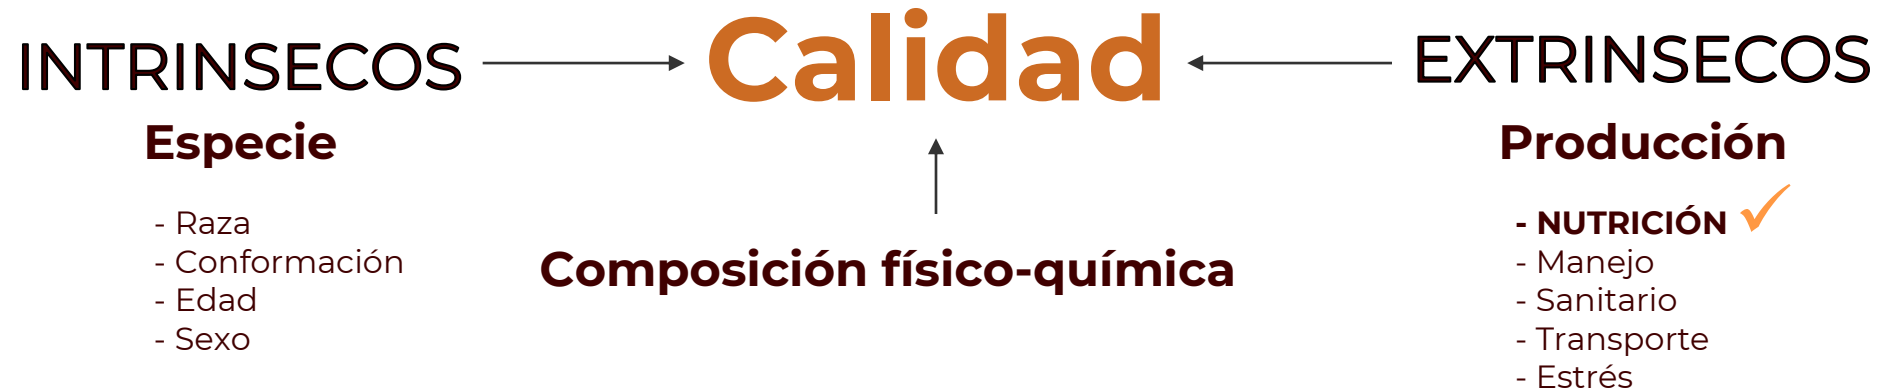 INTRINSECOS
Especie
- Raza
- Conformación
- Edad
- Sexo
Calidad
Composición físico-química
EXTRINSECOS
Producción
- NUTRICIÓN
- Manejo
- Sanitario
- Transporte
- Estrés